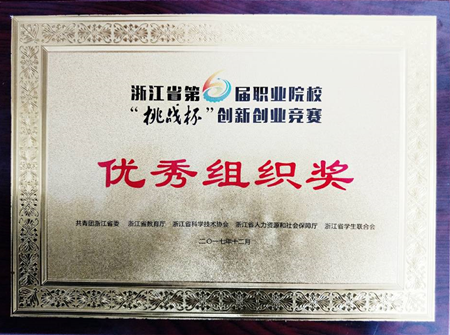 浙江省第六届职业院校
“挑战杯”创新创业竞赛
优秀组织奖
共青团浙江省委 浙江省教育厅 浙江省科学技术协会 浙江省人力资源和社会保障厅 浙江省学生联合会
二〇一七年十二月